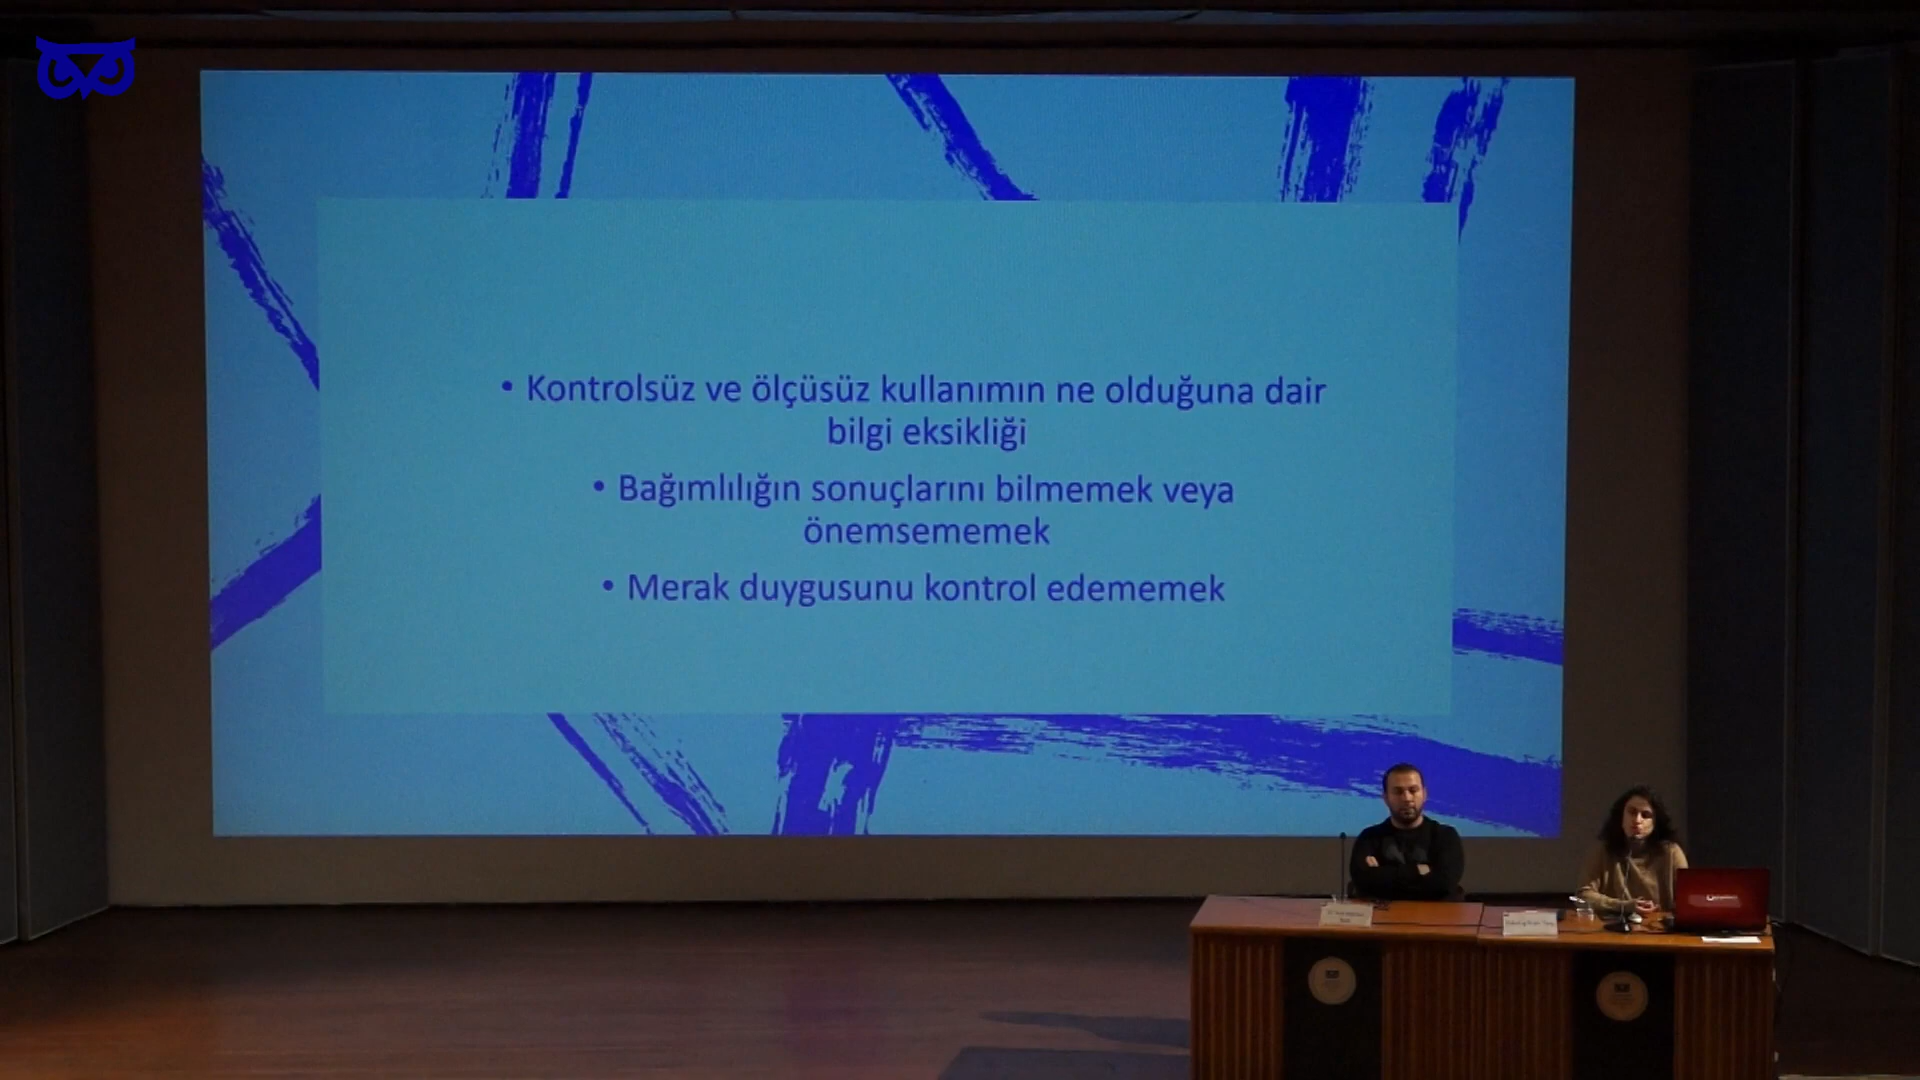 • Kontrolsüz ve ölçüsüz kullanımın ne olduğuna dair
bilgi eksikliği
• Bağımlılığın sonuçlarını bilmemek veya
önemsememek
• Merak duygusunu kontrol edememek